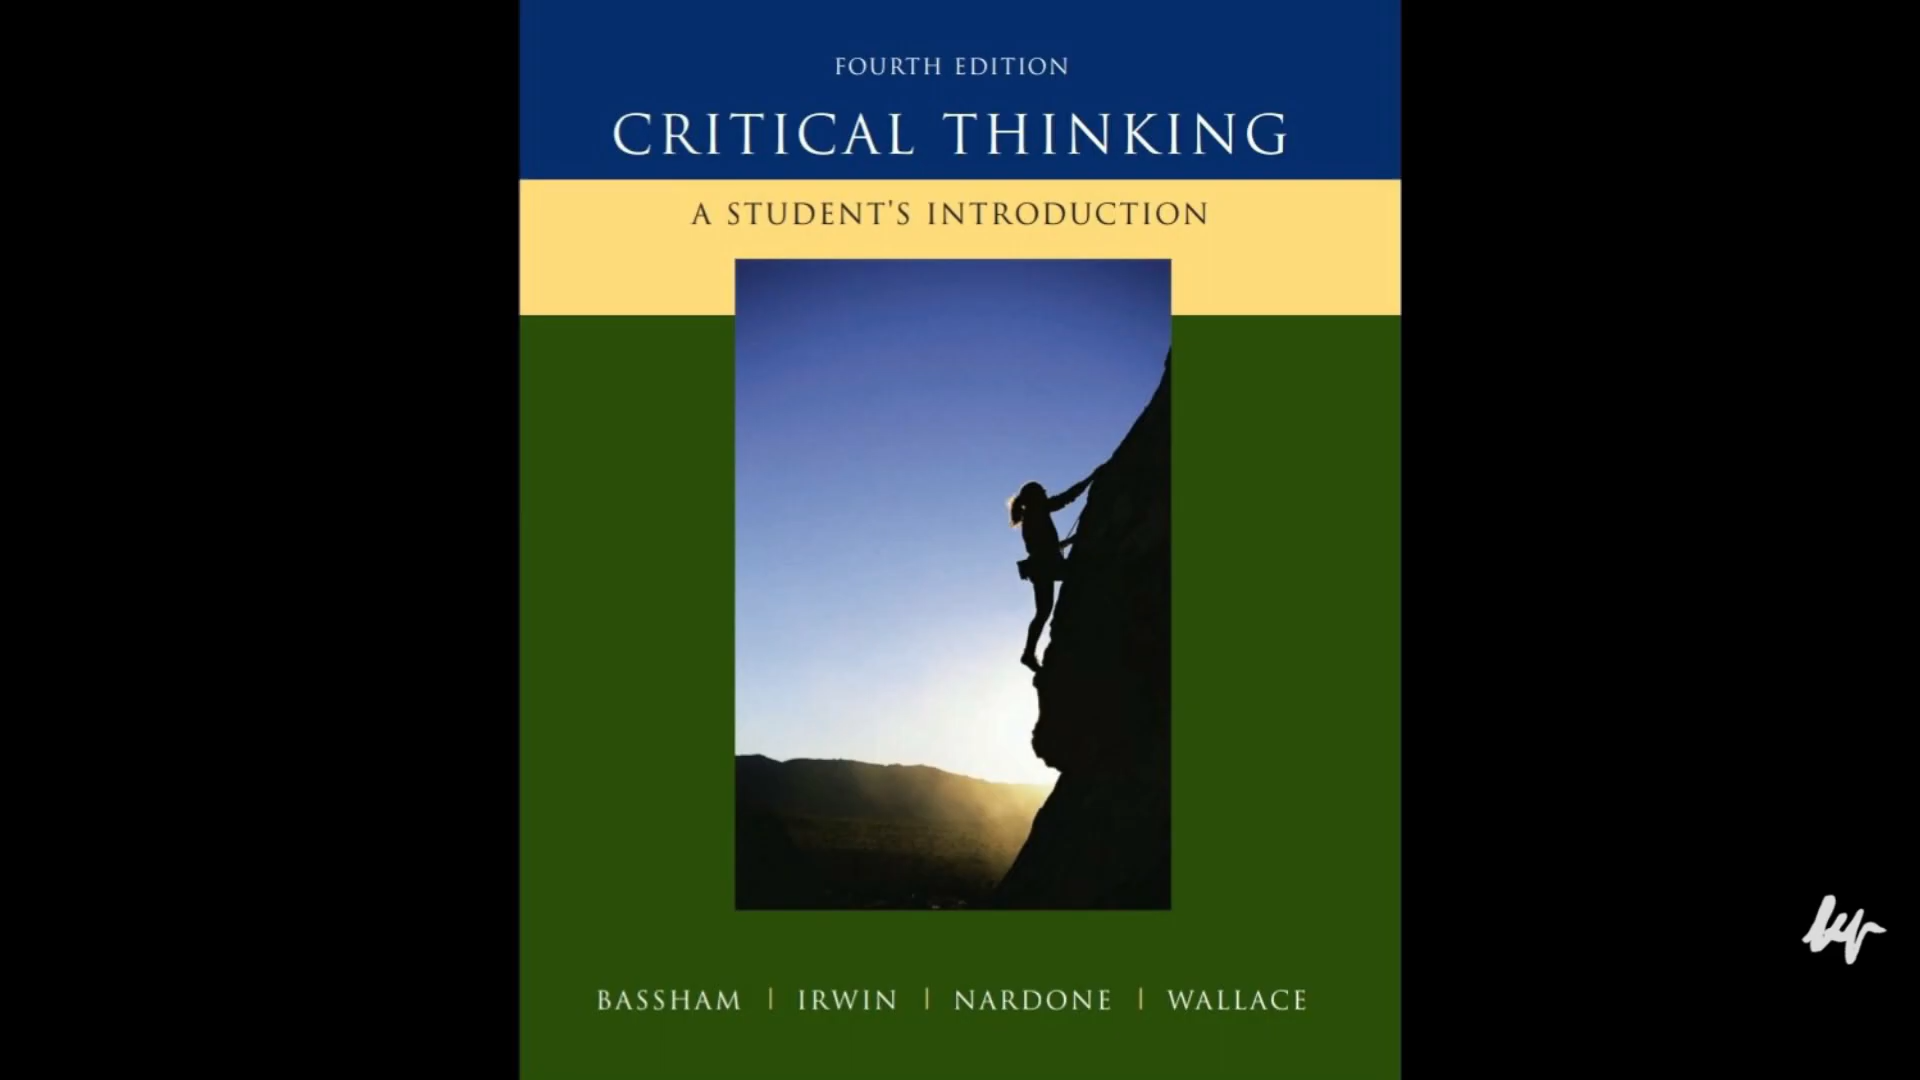 FOURTH EDITION
CRITICAL THINKING
A STUDENT'S INTRODUCTION
BASSHAM | IRWIN | NARDONE | WALLACE